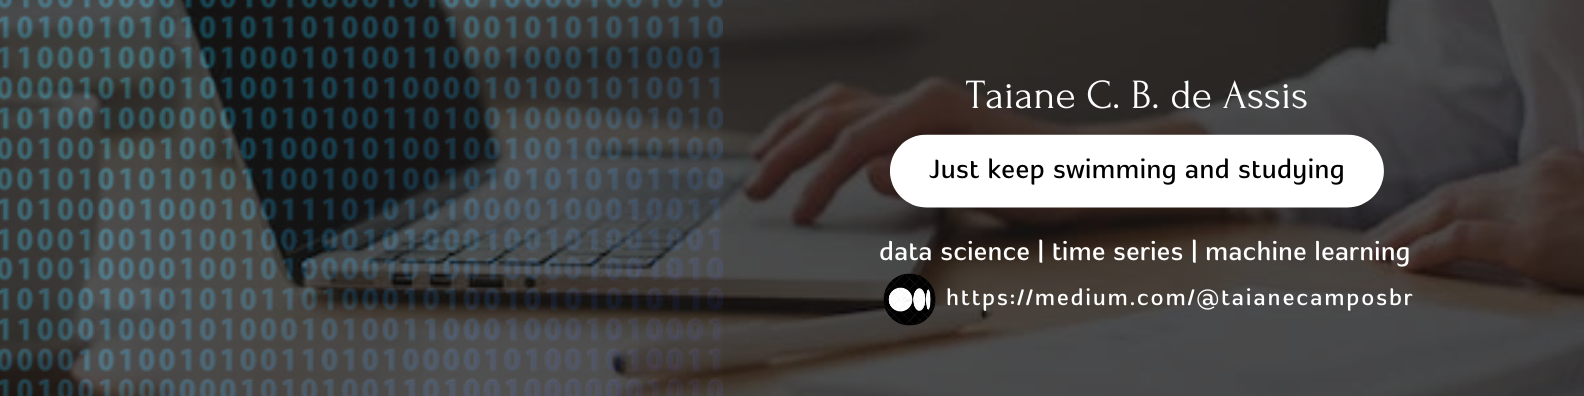 Taiane C. B. de Assis
Just keep swimming and studying
data science | time series | machine learning
https://medium.com/@taianecamposbr